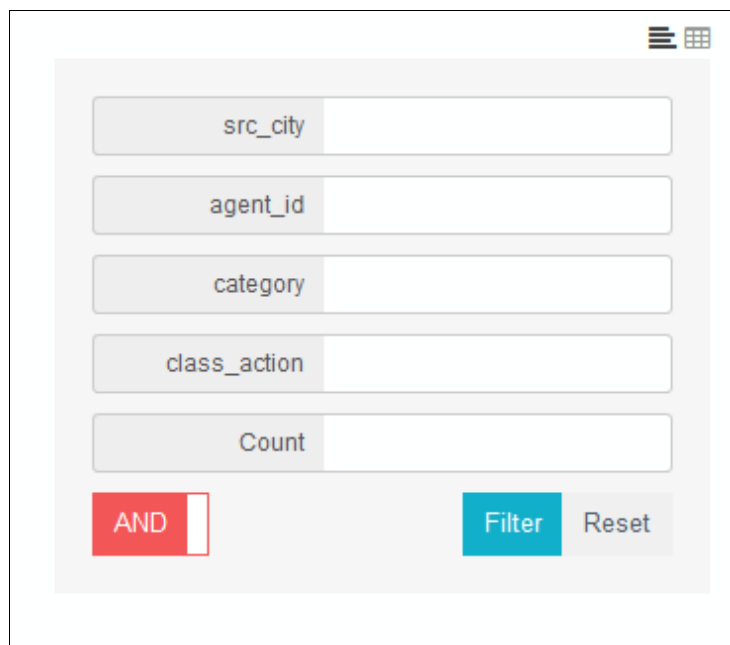 src_city
agent_id
category
class_action
Count
AND
Filter Reset